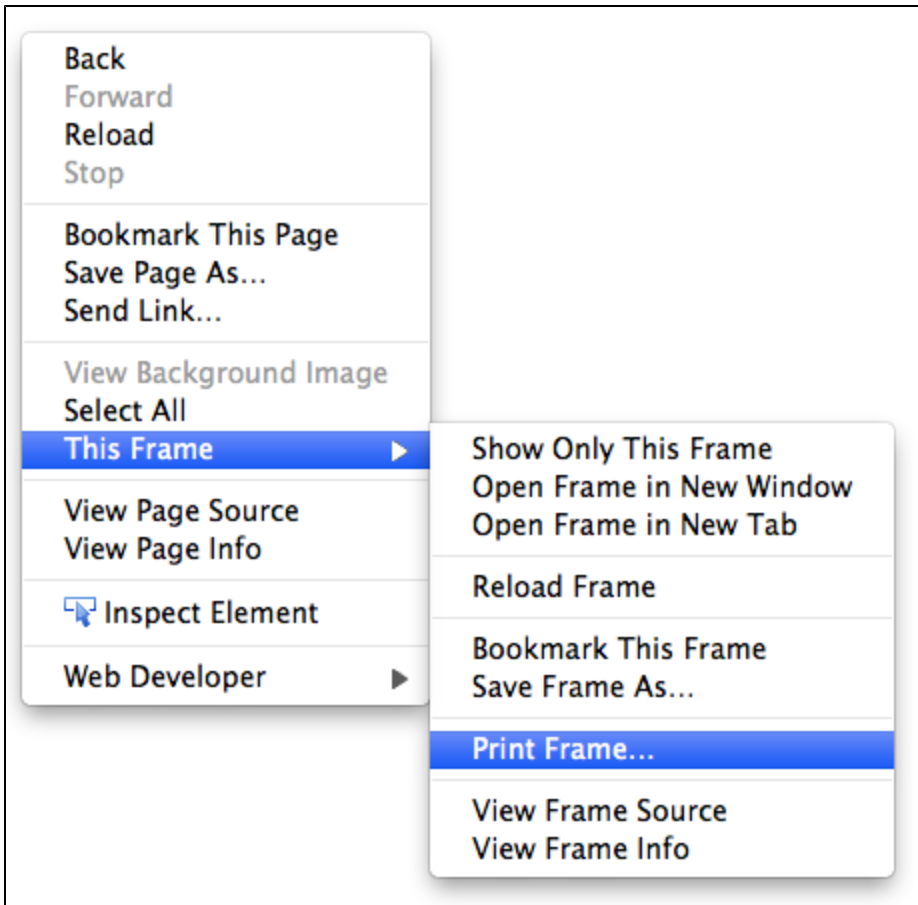 Back
Forward
Reload
Stop
Bookmark This Page
Save Page As...
Send Link...
View Background Image
Select All
This Frame
View Page Source
View Page Info
Inspect Element
Web Developer
Show Only This Frame
Open Frame in New Window
Open Frame in New Tab
Reload Frame
Bookmark This Frame
Save Frame As...
Print Frame...
View Frame Source
View Frame Info